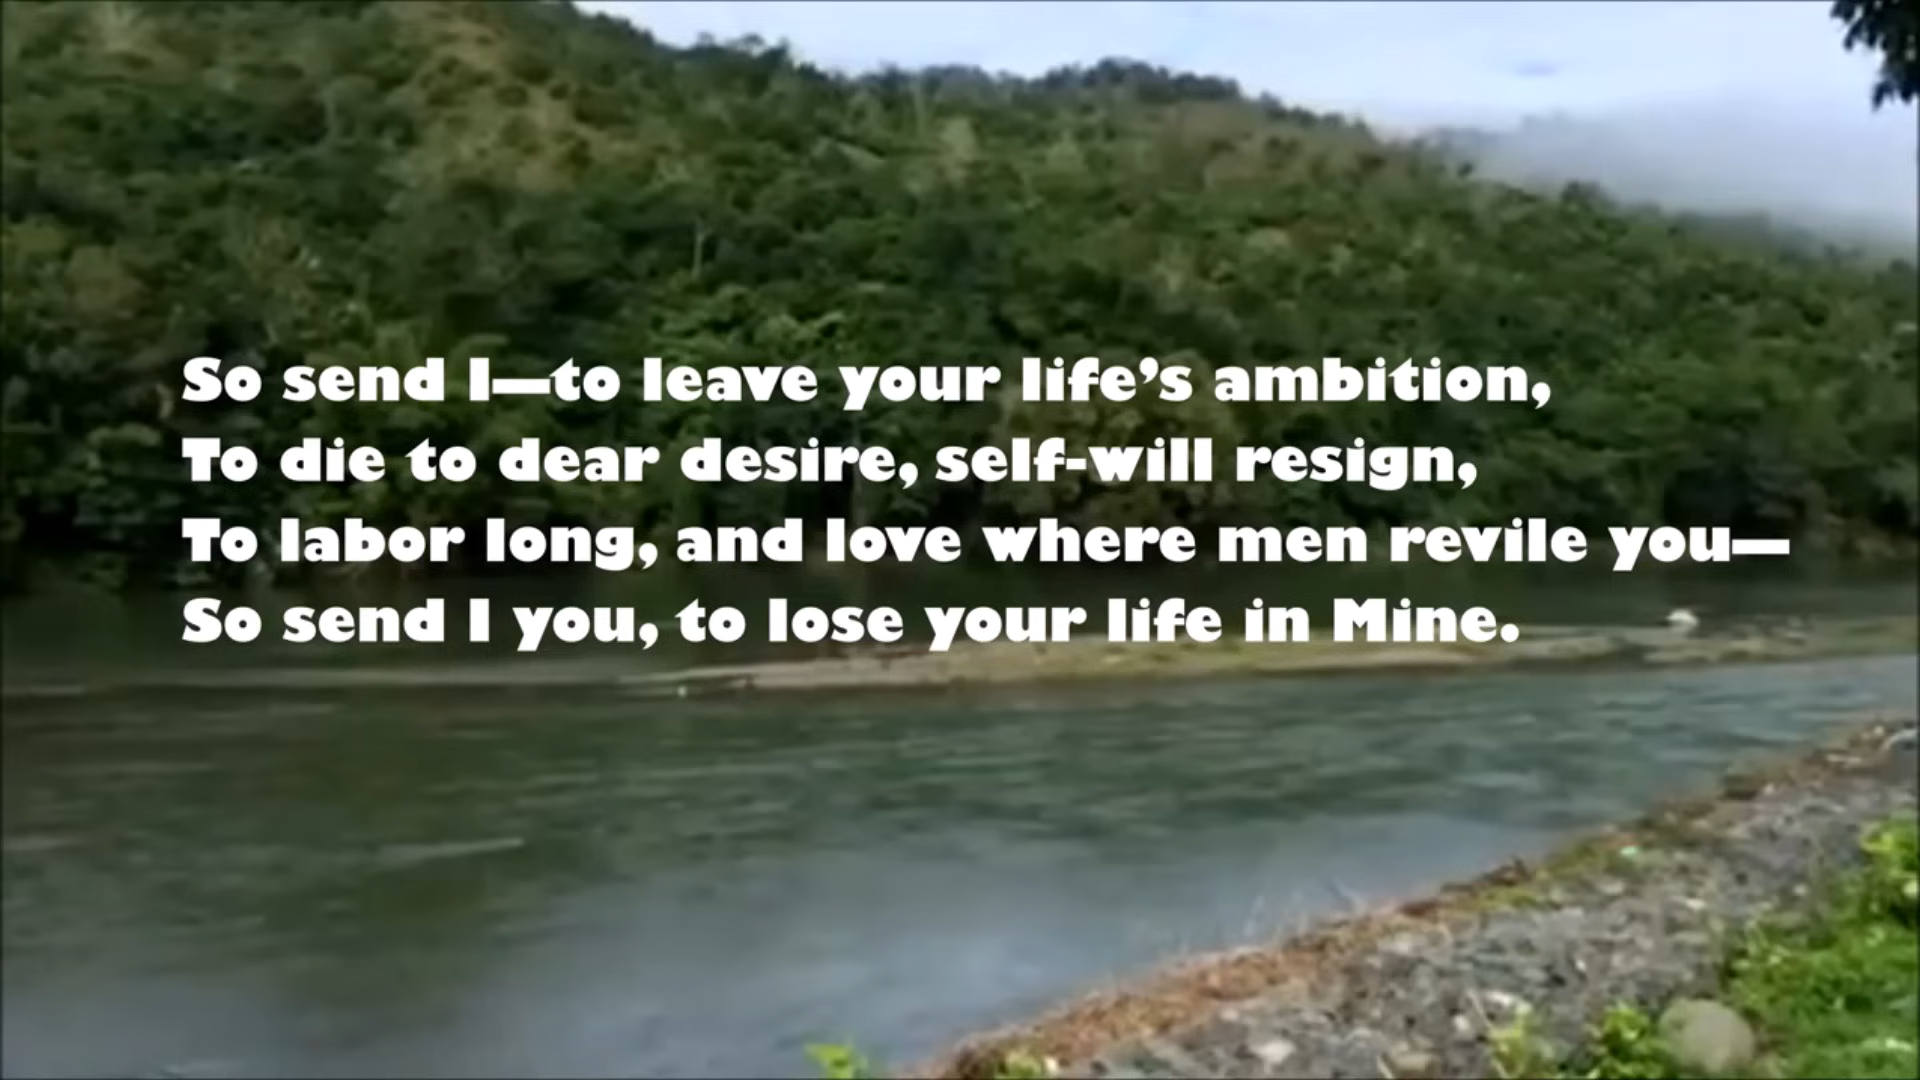 So send I—to leave your life’s ambition,
To die to dear desire, self-will resign,
To labor long, and love where men revile you—
So send I you, to lose your life in Mine.